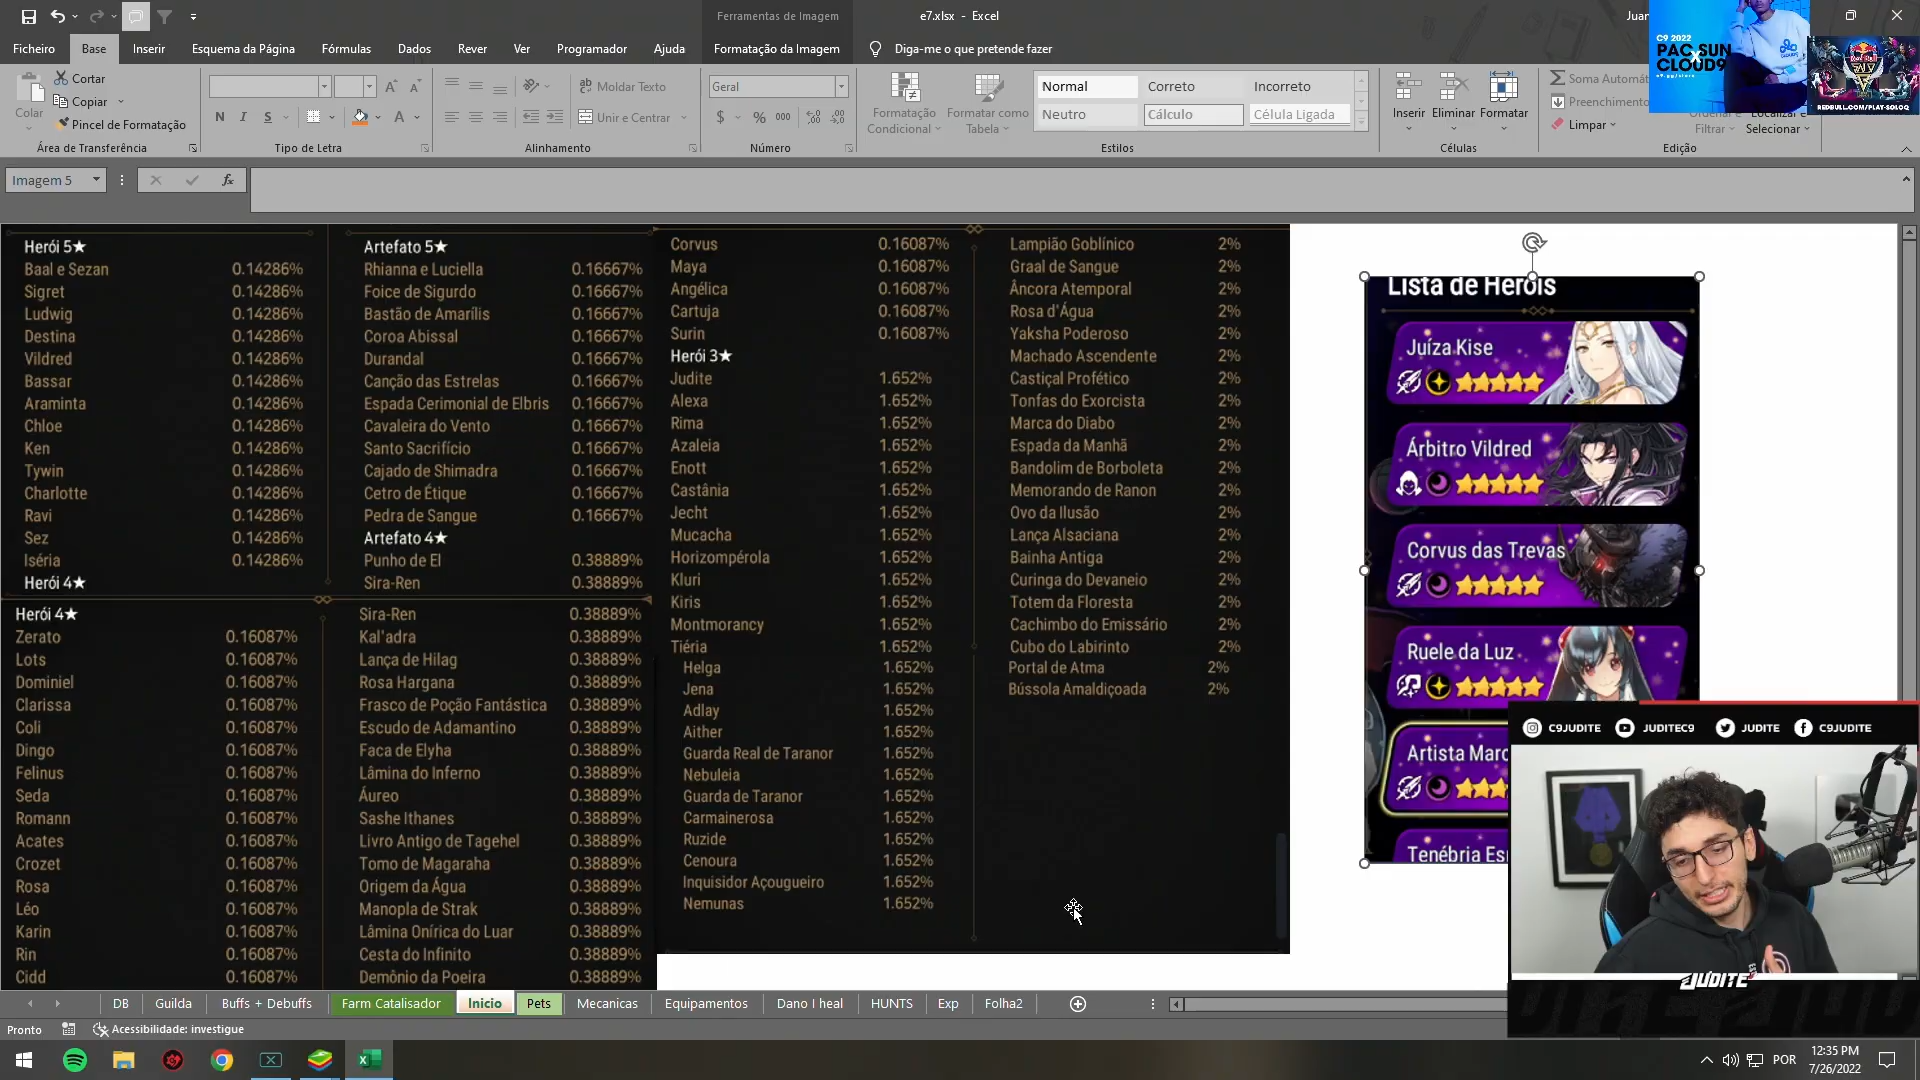 Ferramentas de Imagem
e7.xlsx - Excel
Juar
Ficheiro
Base
Inserir
Esquema da Página
Fórmulas
Dados
Rever
Ver
Programador
Ajuda
Formatação da Imagem
Diga-me o que pretende fazer
C9 2022
PAC SUN
CLOUD9
REDBULL.COM/PLAY-SOLOQ
Colar
Cortar
Copiar
Pincel de Formatação
Área de Transferência
N I S
Tipo de Letra
Moldar Texto
Unir e Centrar
Alinhamento
Geral
$ % 000
Número
Formatação
Condicional
Formatar como
Tabela
Normal
Correto
Incorreto
Neutro
Cálculo
Célula Ligada
Estilos
Inserir
Eliminar
Formatar
Células
Soma Automát
Preenchimento
Limpar
Filtrar
Localizar e
Selecionar
Edição
Imagem 5
fx
Herói 5★
Baal e Sezan 0.14286%
Sigret 0.14286%
Ludwig 0.14286%
Destina 0.14286%
Vildred 0.14286%
Bassar 0.14286%
Araminta 0.14286%
Chloe 0.14286%
Ken 0.14286%
Tywin 0.14286%
Charlotte 0.14286%
Ravi 0.14286%
Sez 0.14286%
Iséria 0.14286%
Herói 4★
Artefato 5★
Rhianna e Luciella 0.16667%
Foice de Sigurdo 0.16667%
Bastão de Amarílis 0.16667%
Coroa Abissal 0.16667%
Durandal 0.16667%
Canção das Estrelas 0.16667%
Espada Cerimonial de Elbris 0.16667%
Cavaleira do Vento 0.16667%
Santo Sacrifício 0.16667%
Cajado de Shimadra 0.16667%
Cetro de Étique 0.16667%
Pedra de Sangue 0.16667%
Artefato 4★
Punho de El 0.38889%
Sira-Ren 0.38889%
Herói 4★
Zerato 0.16087%
Lots 0.16087%
Dominiel 0.16087%
Clarissa 0.16087%
Coli 0.16087%
Dingo 0.16087%
Felinus 0.16087%
Seda 0.16087%
Romann 0.16087%
Acates 0.16087%
Crozet 0.16087%
Rosa 0.16087%
Léo 0.16087%
Karin 0.16087%
Rin 0.16087%
Cidd 0.16087%
Sira-Ren 0.38889%
Kal'adra 0.38889%
Lança de Hilag 0.38889%
Rosa Hargana 0.38889%
Frasco de Poção Fantástica 0.38889%
Escudo de Adamantino 0.38889%
Faca de Elyha 0.38889%
Lâmina do Inferno 0.38889%
Áureo 0.38889%
Sashe Ithanes 0.38889%
Livro Antigo de Tagehel 0.38889%
Tomo de Magaraha 0.38889%
Origem da Água 0.38889%
Manopla de Strak 0.38889%
Lâmina Onírica do Luar 0.38889%
Cesta do Infinito 0.38889%
Demônio da Poeira 0.38889%
Corvus 0.16087%
Maya 0.16087%
Angélica 0.16087%
Cartuja 0.16087%
Surin 0.16087%
Herói 3★
Judite 1.652%
Alexa 1.652%
Rima 1.652%
Azaleia 1.652%
Enott 1.652%
Castânia 1.652%
Jecht 1.652%
Mucacha 1.652%
Horizompérola 1.652%
Kluri 1.652%
Kiris 1.652%
Montmorancy 1.652%
Tiéria 1.652%
Helga 1.652%
Jena 1.652%
Adlay 1.652%
Aither 1.652%
Guarda Real de Taranor 1.652%
Nebuleia 1.652%
Guarda de Taranor 1.652%
Carmainerosa 1.652%
Ruzide 1.652%
Cenoura 1.652%
Inquisidor Açougueiro 1.652%
Nemunas 1.652%
Lampião Goblínico 2%
Graal de Sangue 2%
Âncora Atemporal 2%
Rosa d'Água 2%
Yaksha Poderoso 2%
Machado Ascendente 2%
Castiçal Profético 2%
Tonfas do Exorcista 2%
Marca do Diabo 2%
Espada da Manhã 2%
Bandolim de Borboleta 2%
Memorando de Ranon 2%
Ovo da Ilusão 2%
Lança Alsaciana 2%
Bainha Antiga 2%
Curinga do Devaneio 2%
Totem da Floresta 2%
Cachimbo do Emissário 2%
Cubo do Labirinto 2%
Portal de Atma 2%
Bússola Amaldiçoada 2%
Lista de Heróis
Juíza Kise
Árbitro Vildred
Corvus das Trevas
Ruele da Luz
Artista Marc
Tenébria Esp
C9JUDITE
JUDITEC9
JUDITE
C9JUDITE
JUDITE
DB
Guilda
Buffs + Debuffs
Farm Catalisador
Inicio
Pets
Mecanicas
Equipamentos
Dano I heal
HUNTS
Exp
Folha2
Pronto
Acessibilidade: investigue
POR
12:35 PM
7/26/2022